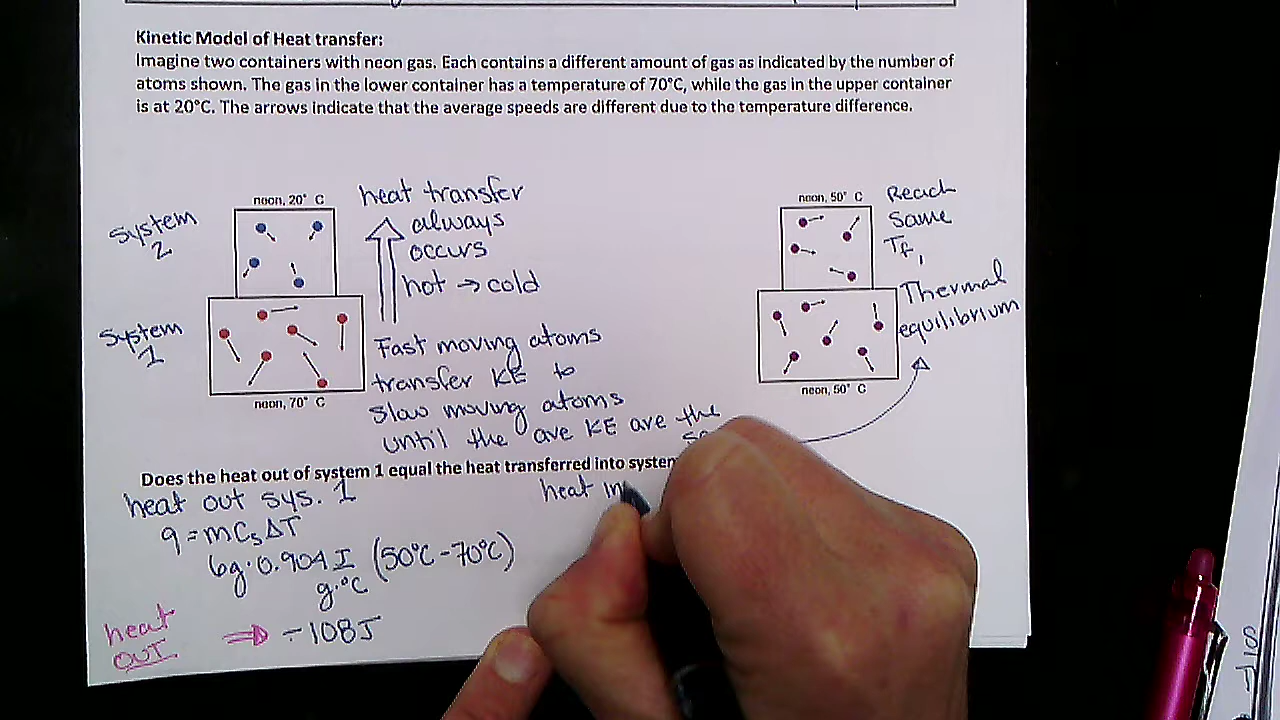 Kinetic Model of Heat transfer:
Imagine two containers with neon gas. Each contains a different amount of gas as indicated by the number of
atoms shown. The gas in the lower container has a temperature of 70°C, while the gas in the upper container
is at 20°C. The arrows indicate that the average speeds are different due to the temperature difference.
System
2
neon, 20° C
heat transfer
always
occurs
hot → cold
System
1
neon, 70° C
Fast moving atoms
transfer KE to
slow moving atoms
until the ave KE are the
neon, 50° C
Reach
same
Tf,
Thermal
equilibrium
neon, 50° C
Does the heat out of system 1 equal the heat transferred into system
heat out sys. 1
q = mCsΔT
6g·0.904 J (50°C-70°C)
g·°C
heat
OUT
⇒ -108J
heat in
-108